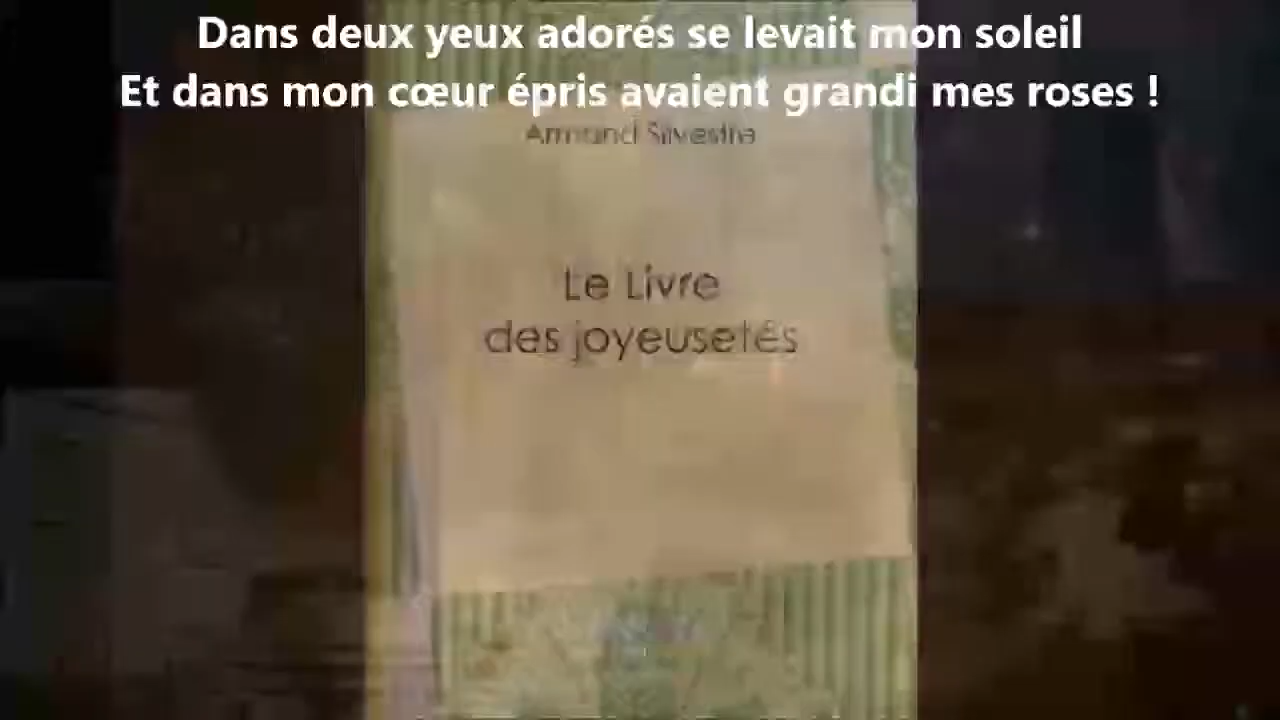 Dans deux yeux adorés se levait mon soleil
Et dans mon cœur épris avaient grandi mes roses !
Armand Silvestre
Le Livre
des joyeusetés